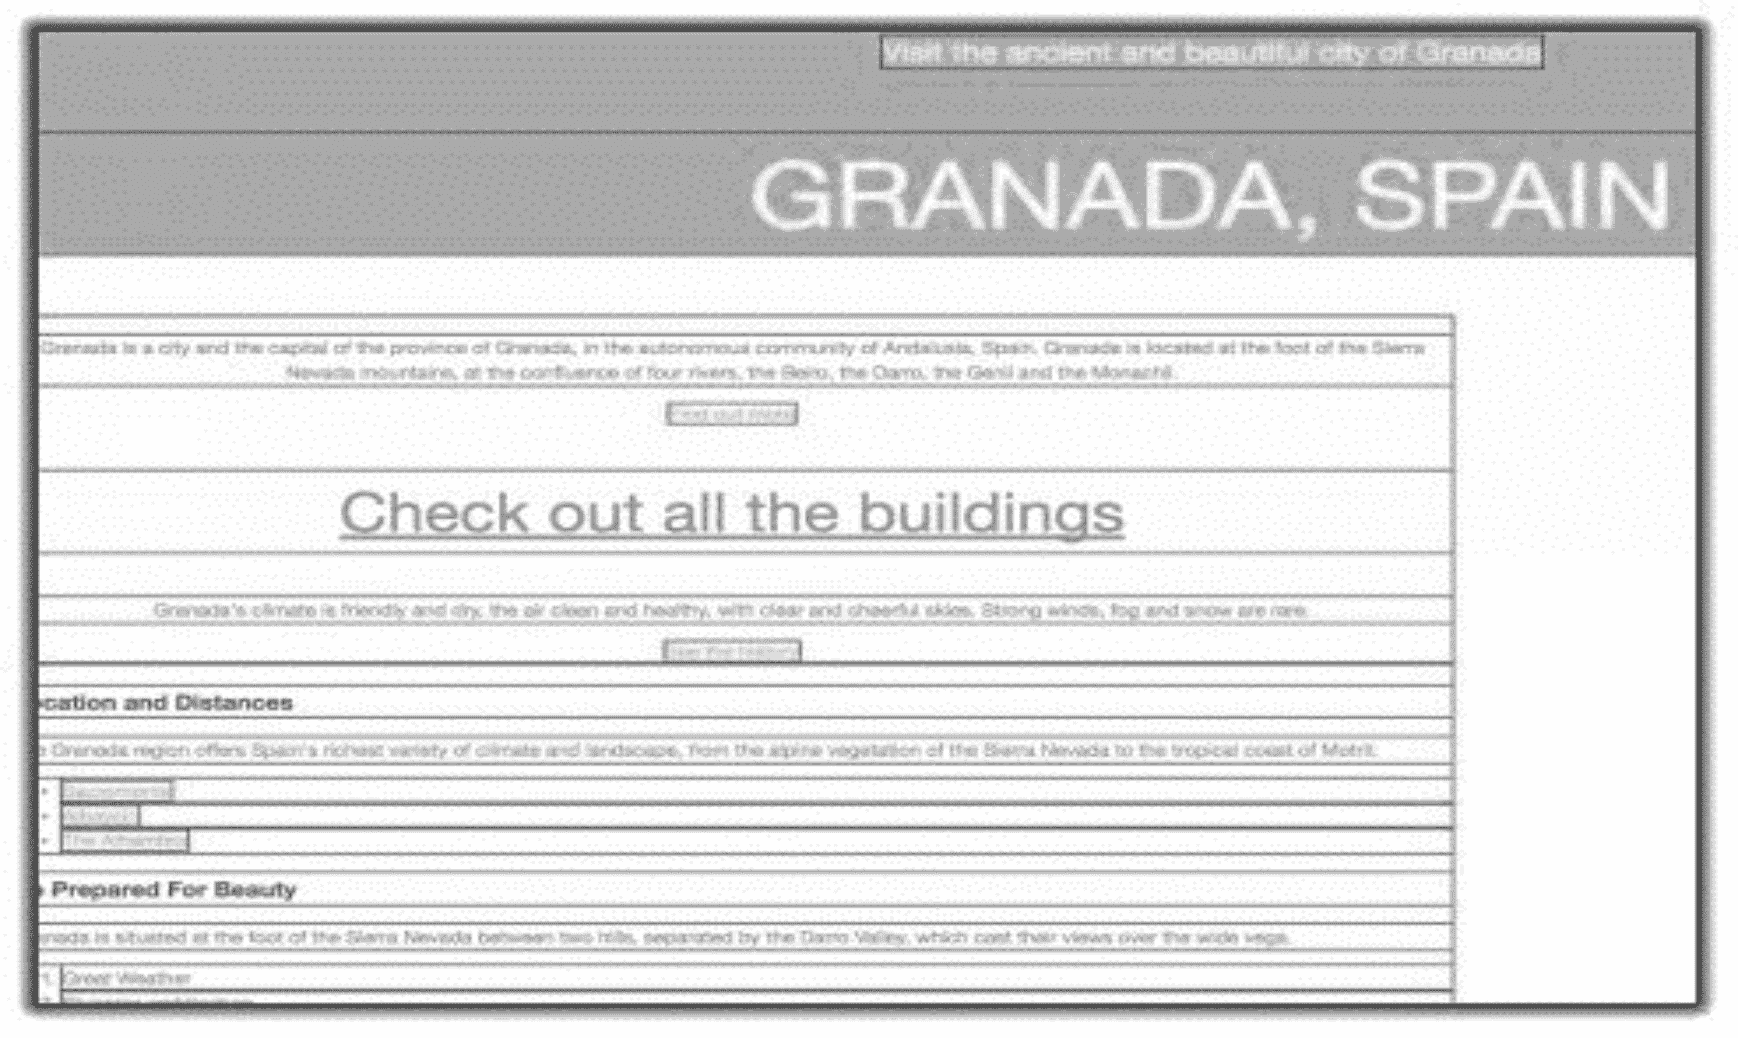 Visit the ancient and beautiful city of Granada
GRANADA, SPAIN
Granada is a city and the capital of the province of Granada, in the autonomous community of Andalusia, Spain. Granada is located at the foot of the Sierra
Nevada mountains, at the confluence of four rivers, the Beiro, the Darro, the Genil and the Monachil.
Find out more
Check out all the buildings
Granada's climate is friendly and dry, the air clean and healthy, with clear and cheerful skies. Strong winds, fog and snow are rare.
ocation and Distances
e Granada region offers Spain's richest variety of climate and landscape, from the alpine vegetation of the Sierra Nevada to the tropical coast of Motril.
• Sacromonte
• Albayzin
• The Alhambra
e Prepared For Beauty
anada is situated at the foot of the Sierra Nevada between two hills, separated by the Darro Valley, which cast their views over the wide vega.
1. Great Weather